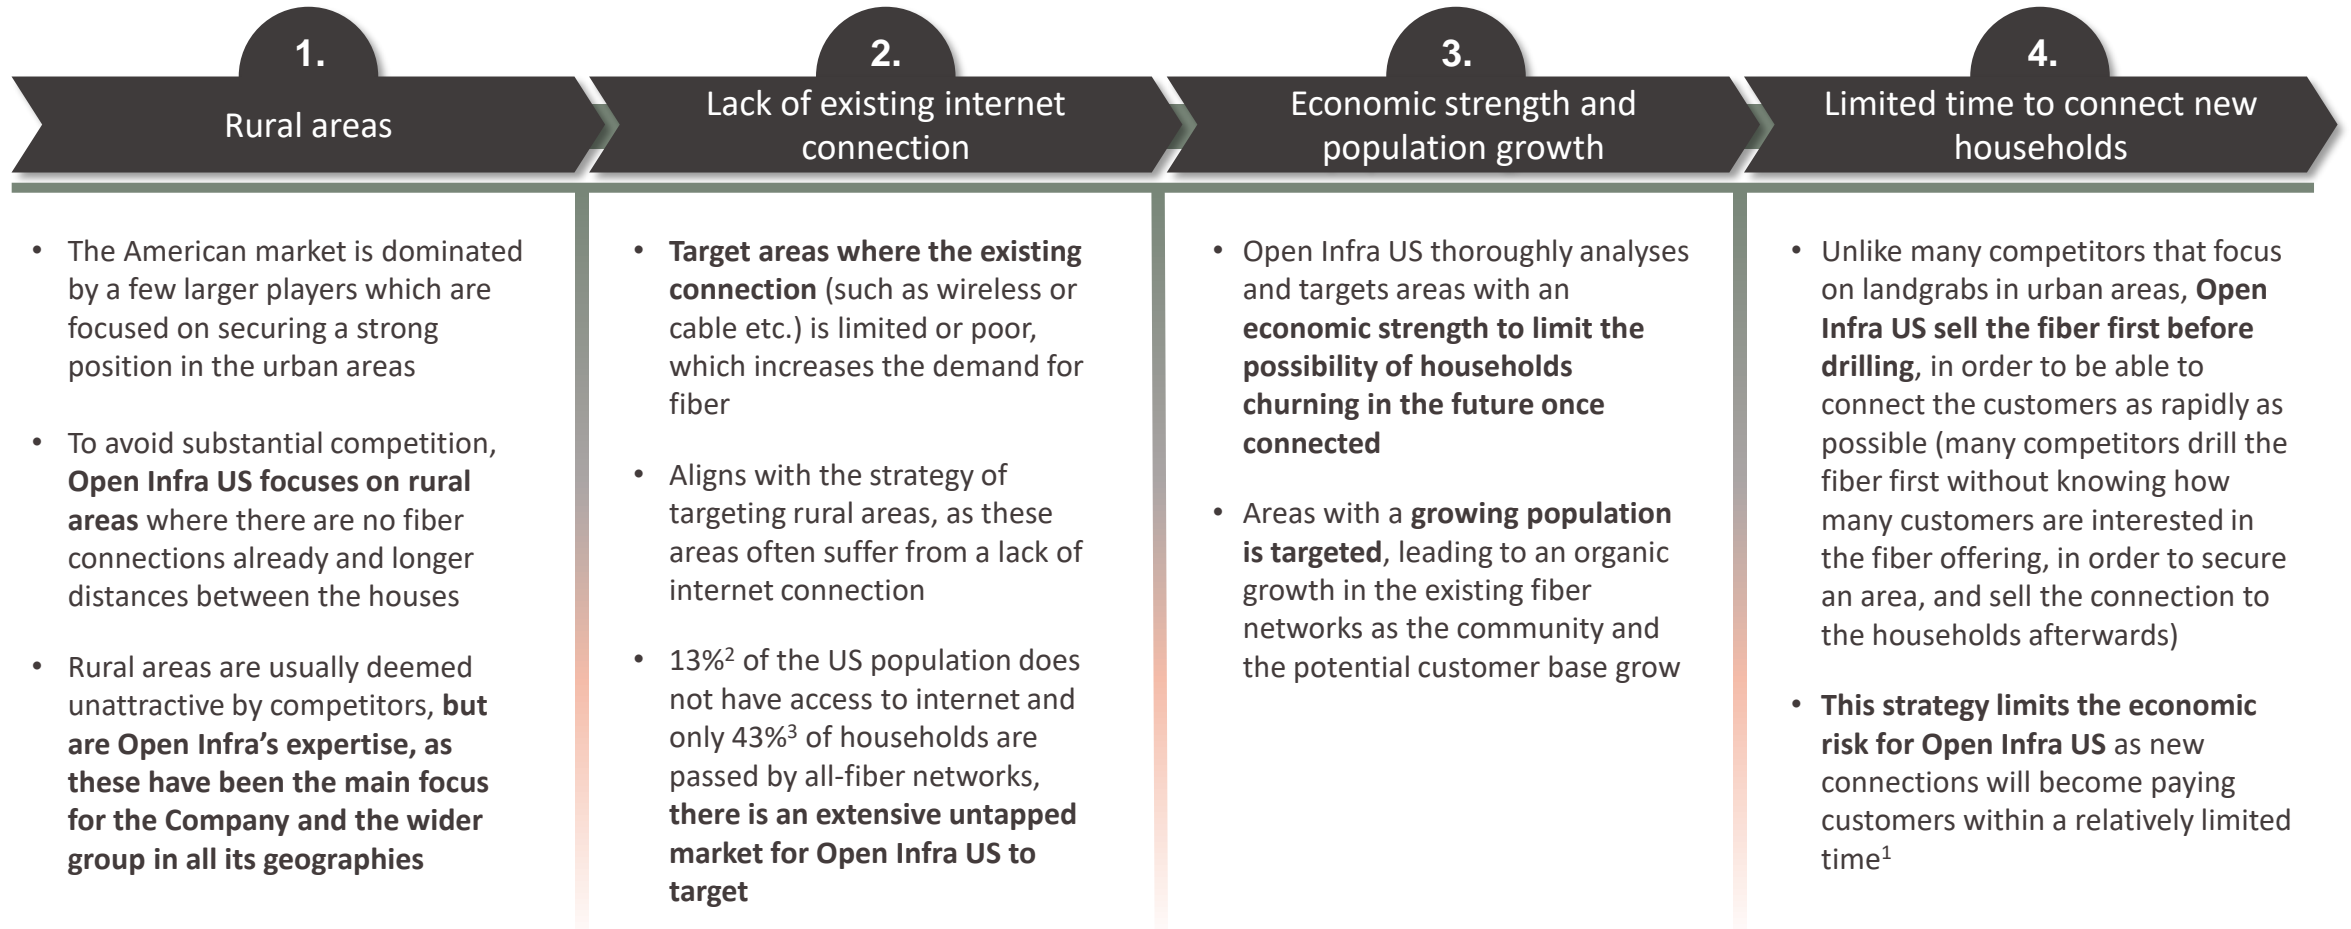 1.
Rural areas
• The American market is dominated
by a few larger players which are
focused on securing a strong
position in the urban areas
• To avoid substantial competition,
Open Infra US focuses on rural
areas where there are no fiber
connections already and longer
distances between the houses
• Rural areas are usually deemed
unattractive by competitors, but
are Open Infra’s expertise, as
these have been the main focus
for the Company and the wider
group in all its geographies
2.
Lack of existing internet
connection
• Target areas where the existing
connection (such as wireless or
cable etc.) is limited or poor,
which increases the demand for
fiber
• Aligns with the strategy of
targeting rural areas, as these
areas often suffer from a lack of
internet connection
• 13%² of the US population does
not have access to internet and
only 43%³ of households are
passed by all-fiber networks,
there is an extensive untapped
market for Open Infra US to
target
3.
Economic strength and
population growth
• Open Infra US thoroughly analyses
and targets areas with an
economic strength to limit the
possibility of households
churning in the future once
connected
• Areas with a growing population
is targeted, leading to an organic
growth in the existing fiber
networks as the community and
the potential customer base grow
4.
Limited time to connect new
households
• Unlike many competitors that focus
on landgrabs in urban areas, Open
Infra US sell the fiber first before
drilling, in order to be able to
connect the customers as rapidly as
possible (many competitors drill the
fiber first without knowing how
many customers are interested in
the fiber offering, in order to secure
an area, and sell the connection to
the households afterwards)
• This strategy limits the economic
risk for Open Infra US as new
connections will become paying
customers within a relatively limited
time¹